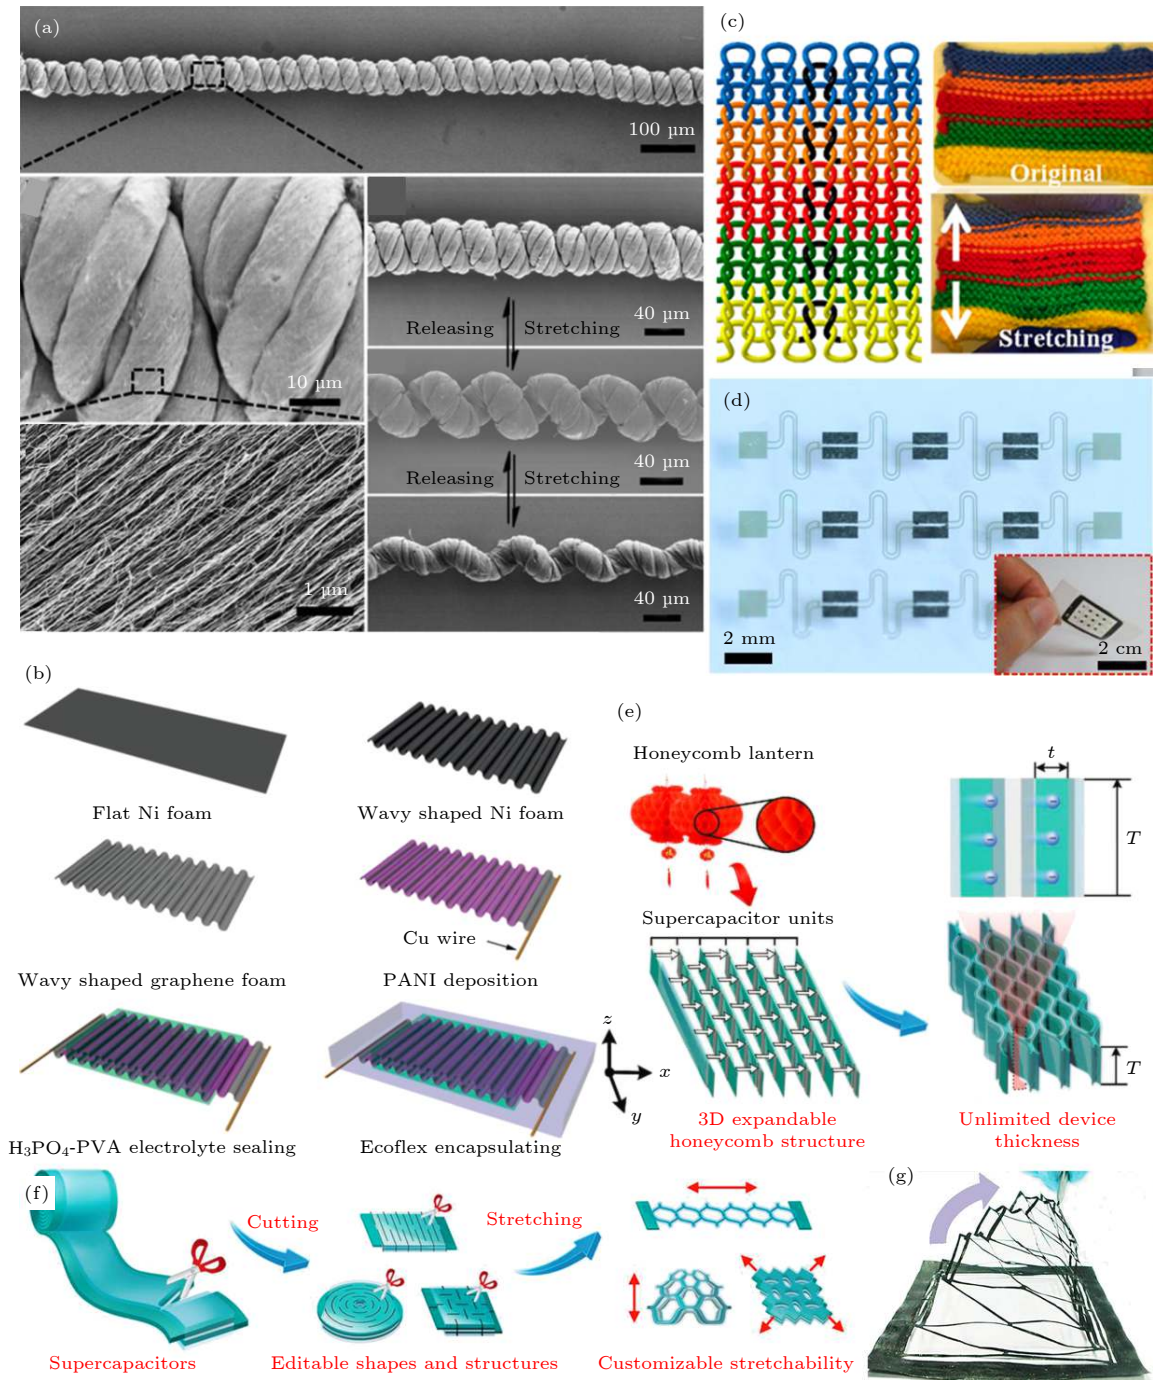 (a)
100 µm
10 µm
1 µm
40 µm
Releasing
Stretching
40 µm
Releasing
Stretching
40 µm
(c)
Original
Stretching
(d)
2 mm
2 cm
(b)
Flat Ni foam
Wavy shaped Ni foam
Cu wire
Wavy shaped graphene foam
PANI deposition
H₃PO₄-PVA electrolyte sealing
Ecoflex encapsulating
z
x
y
(e)
Honeycomb lantern
Supercapacitor units
3D expandable
honeycomb structure
t
T
T
Unlimited device
thickness
(f)
Cutting
Stretching
Supercapacitors
Editable shapes and structures
Customizable stretchability
(g)